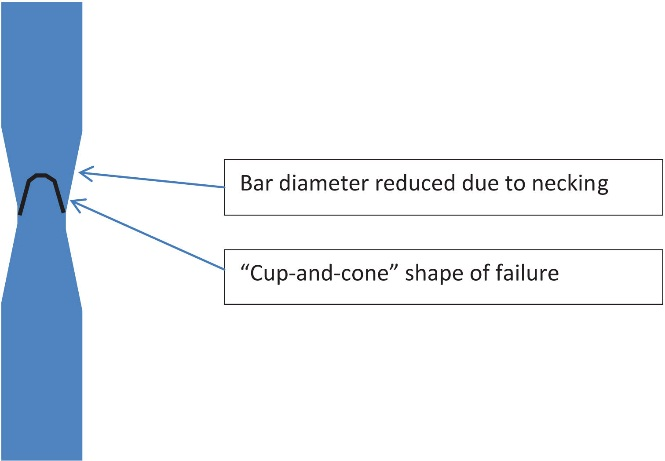 Bar diameter reduced due to necking
“Cup-and-cone” shape of failure